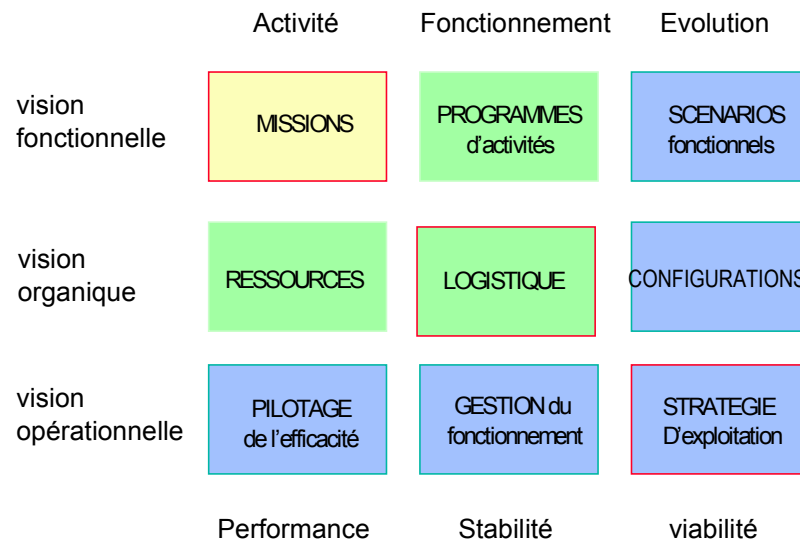 Activité Fonctionnement Evolution
vision
fonctionnelle
MISSIONS
PROGRAMMES
d'activités
SCENARIOS
fonctionnels
vision
organique
RESSOURCES
LOGISTIQUE
CONFIGURATIONS
vision
opérationnelle
PILOTAGE
de l'efficacité
GESTION du
fonctionnement
STRATEGIE
D'exploitation
Performance Stabilité viabilité